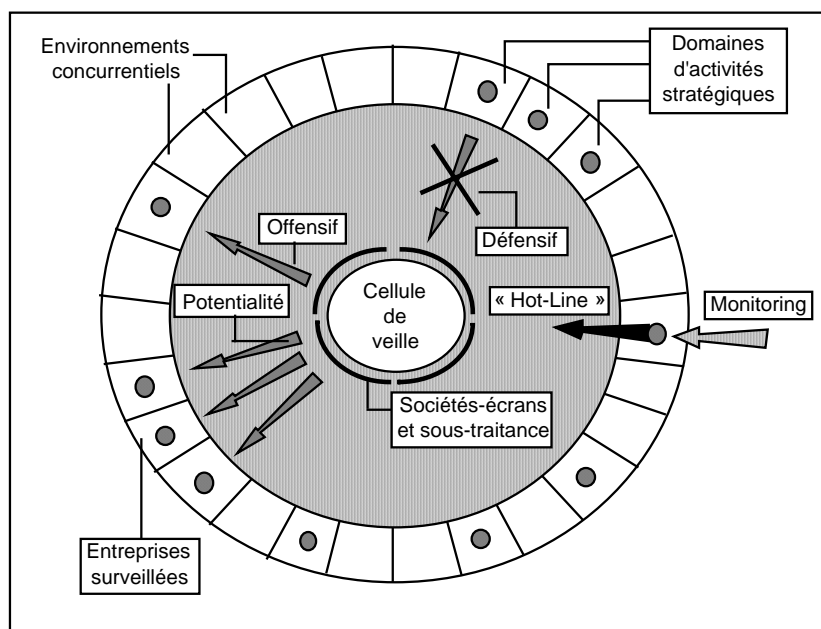 Environnements
concurrentiels
Domaines
d'activités
stratégiques
Offensif
Défensif
Potentialité
Cellule
de
veille
« Hot-Line »
Monitoring
Sociétés-écrans
et sous-traitance
Entreprises
surveillées